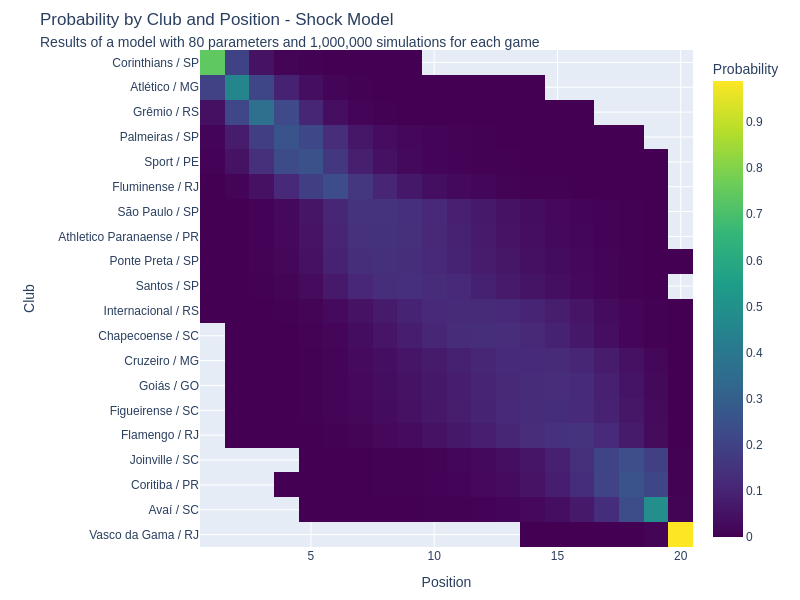 Probability by Club and Position - Shock Model
Results of a model with 80 parameters and 1,000,000 simulations for each game
Probability
Club
Corinthians / SP
Atlético / MG
Grêmio / RS
Palmeiras / SP
Sport / PE
Fluminense / RJ
São Paulo / SP
Athletico Paranaense / PR
Ponte Preta / SP
Santos / SP
Internacional / RS
Chapecoense / SC
Cruzeiro / MG
Goiás / GO
Figueirense / SC
Flamengo / RJ
Joinville / SC
Coritiba / PR
Avaí / SC
Vasco da Gama / RJ
0.9
0.8
0.7
0.6
0.5
0.4
0.3
0.2
0.1
0
5 10 15 20
Position